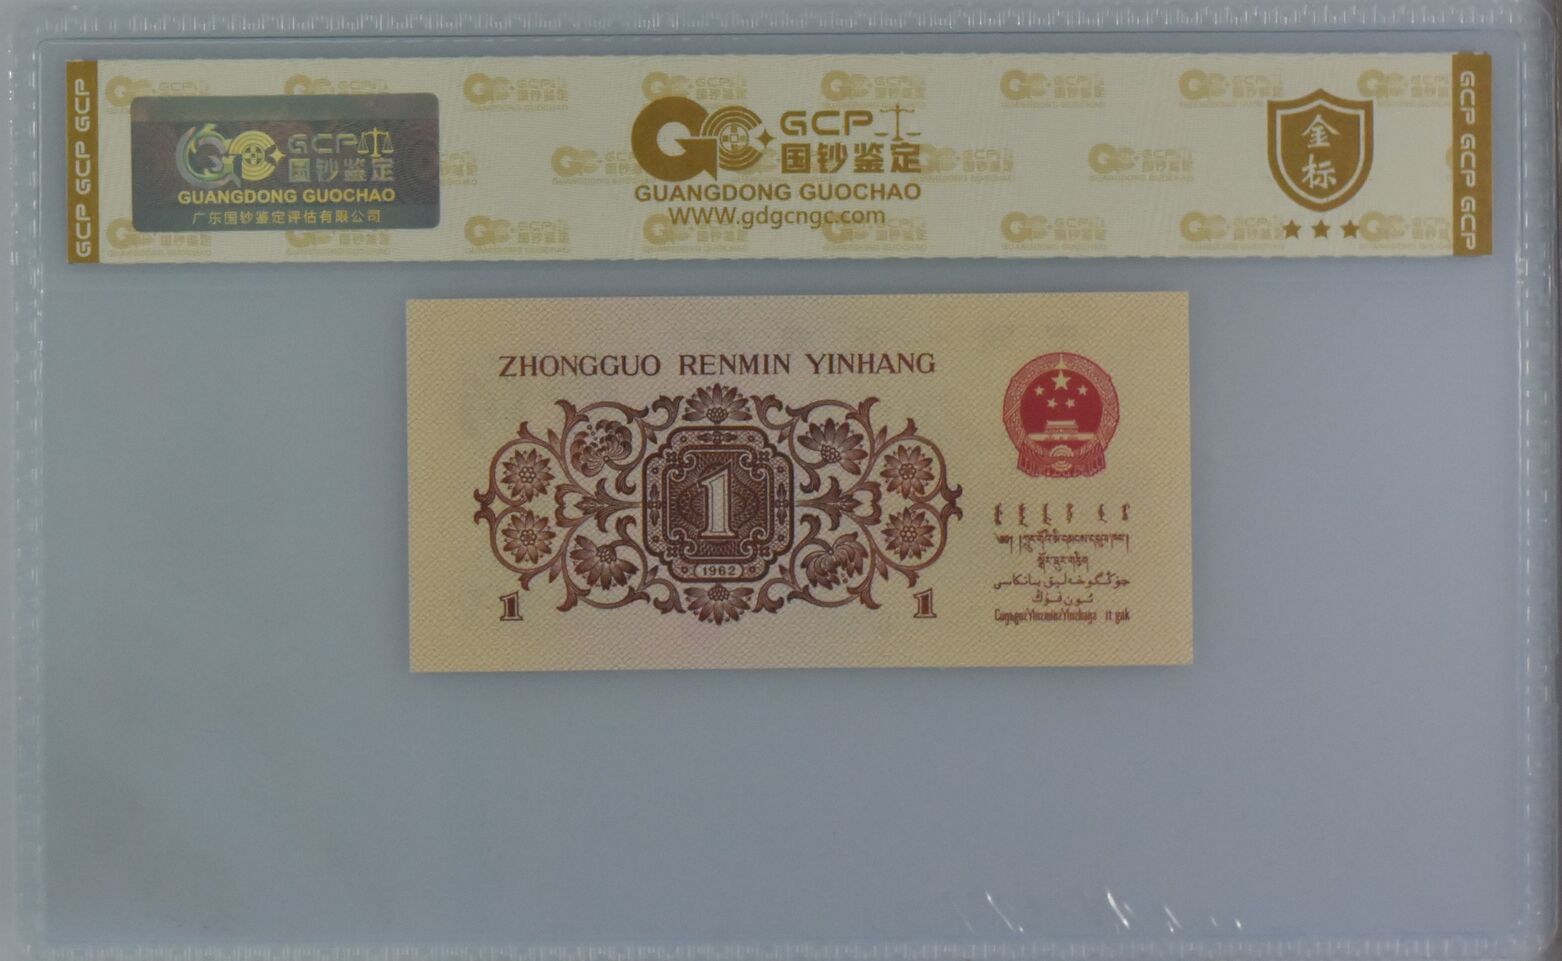 GCP GCP GCP
GCP
国钞鉴定
GUANGDONG GUOCHAO
广东国钞鉴定评估有限公司
GCP
国钞鉴定
GUANGDONG GUOCHAO
WWW.gdgcngc.com
金
标
GCP GCP GCP GCP
ZHONGGUO RENMIN YINHANG
1
1962
1
1